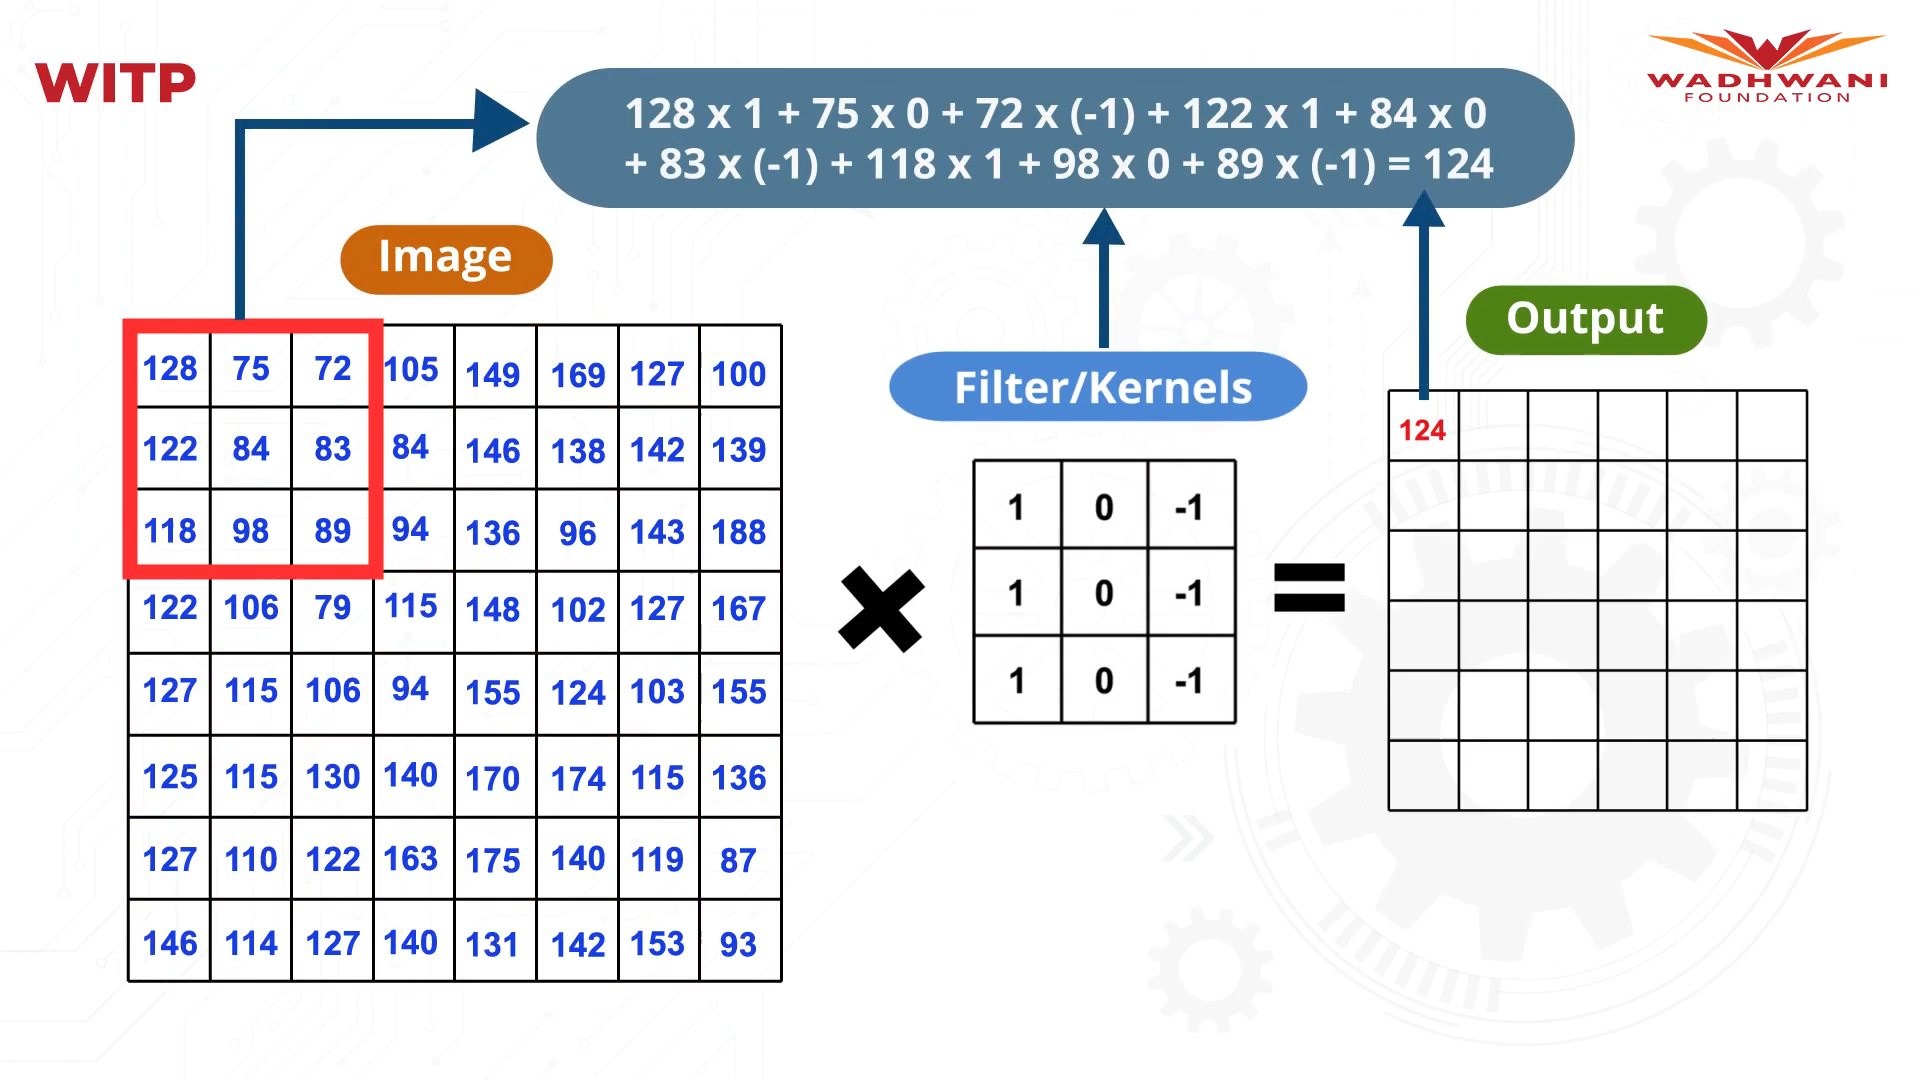 WITP
128 x 1 + 75 x 0 + 72 x (-1) + 122 x 1 + 84 x 0
+ 83 x (-1) + 118 x 1 + 98 x 0 + 89 x (-1) = 124
WADHWANI
FOUNDATION
Image
128 75 72 105 149 169 127 100
122 84 83 84 146 138 142 139
118 98 89 94 136 96 143 188
122 106 79 115 148 102 127 167
127 115 106 94 155 124 103 155
125 115 130 140 170 174 115 136
127 110 122 163 175 140 119 87
146 114 127 140 131 142 153 93
×
Filter/Kernels
1 0 -1
1 0 -1
1 0 -1
=
Output
124